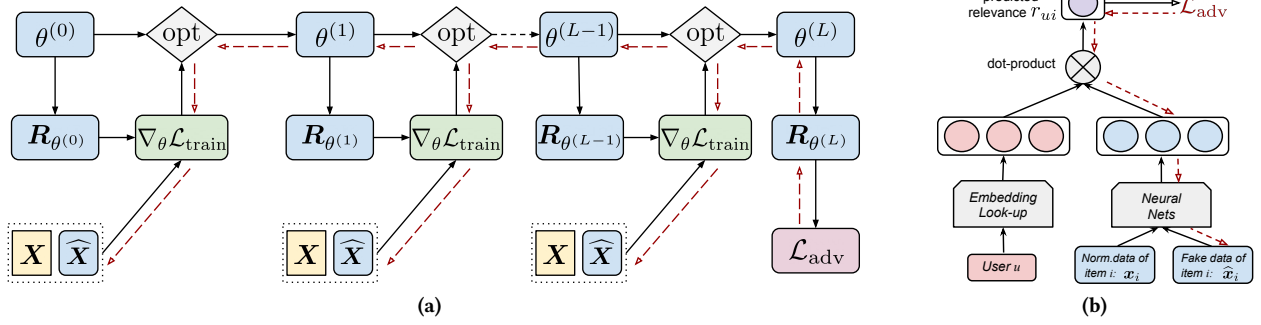 θ^(0) opt θ^(1) opt θ^(L−1) opt θ^(L)
R_θ^(0) ∇_θ L_train R_θ^(1) ∇_θ L_train R_θ^(L−1) ∇_θ L_train R_θ^(L)
X X̂ X X̂ X X̂ L_adv
(a)
relevance r_ui L_adv
dot-product
Embedding
Look-up
Neural
Nets
User u
Norm.data of
item i: x_i
Fake data of
item i: x̂_i
(b)